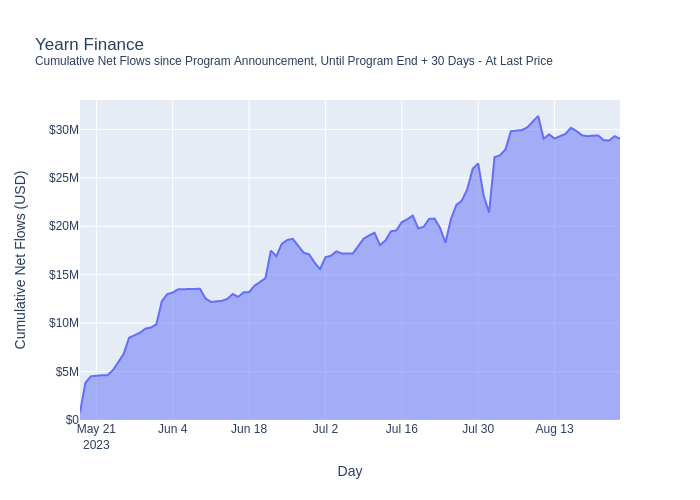 Yearn Finance
Cumulative Net Flows since Program Announcement, Until Program End + 30 Days - At Last Price
Cumulative Net Flows (USD)
$30M
$25M
$20M
$15M
$10M
$5M
$0
May 21 Jun 4 Jun 18 Jul 2 Jul 16 Jul 30 Aug 13
2023
Day